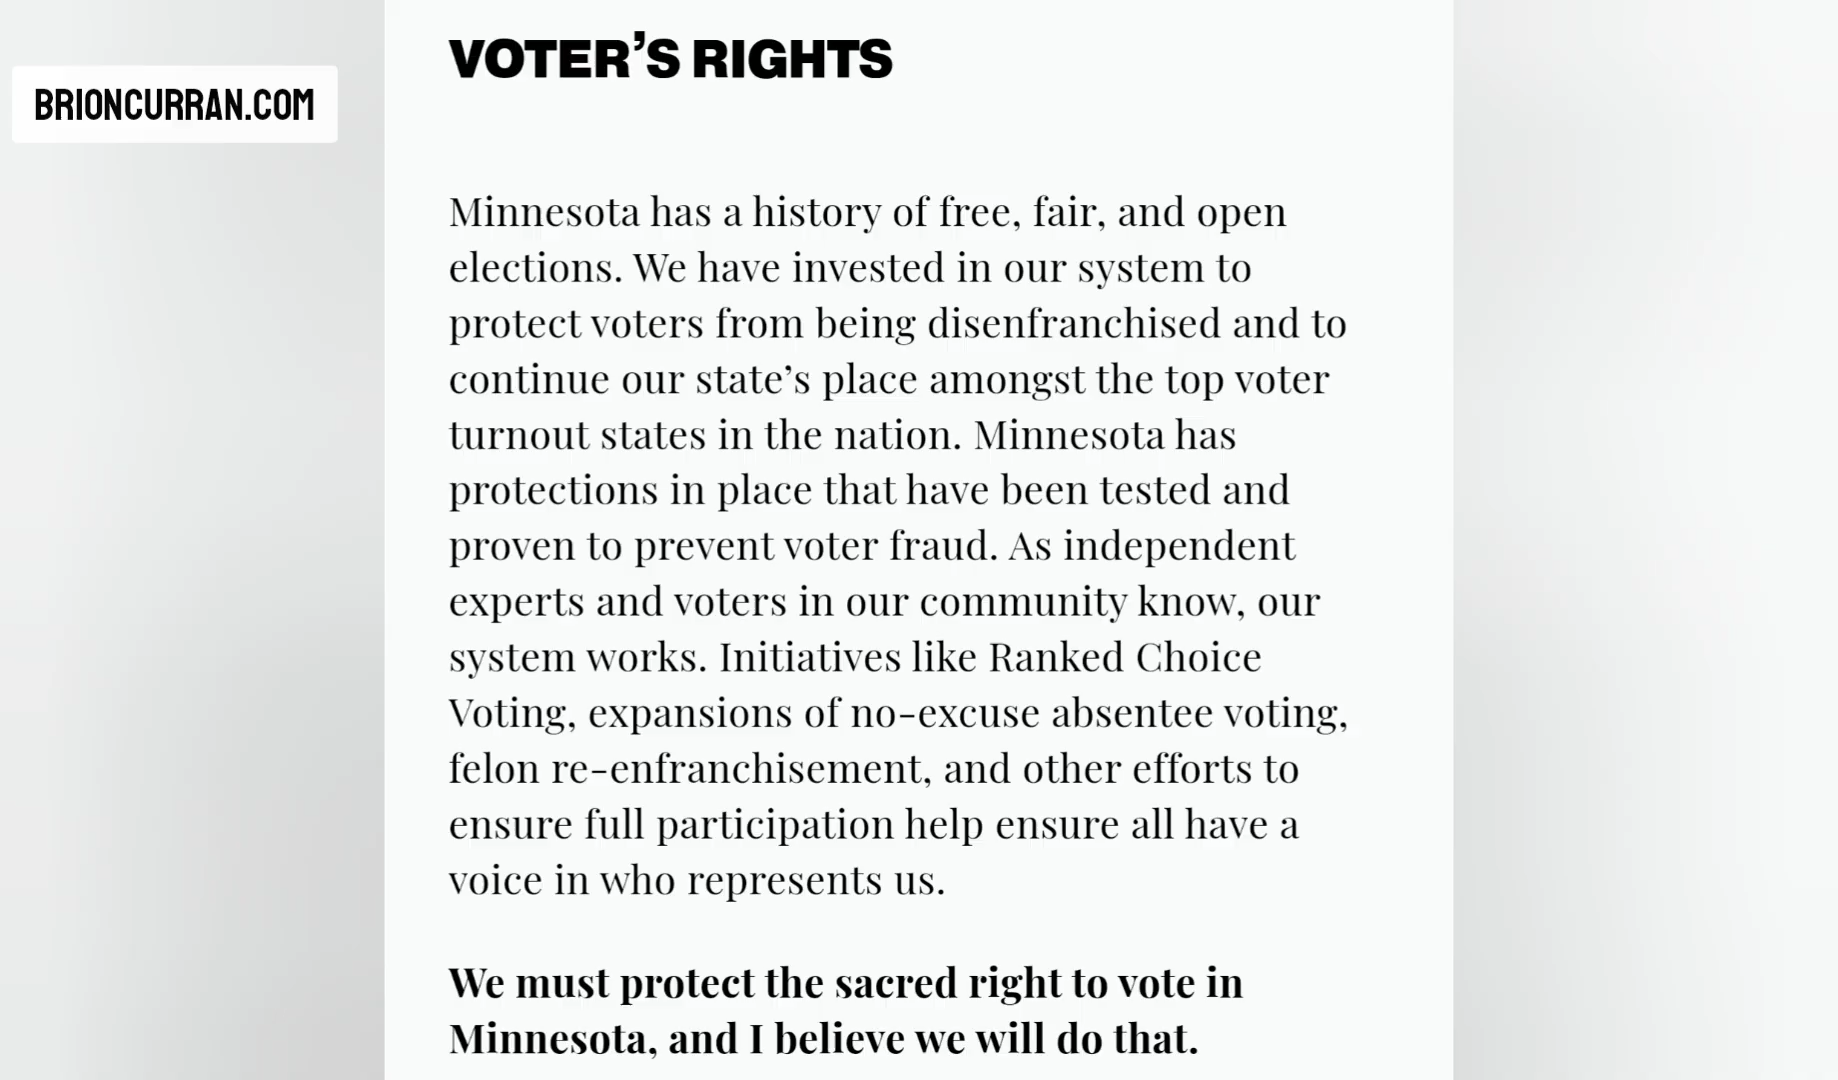 VOTER’S RIGHTS
BRIONCURRAN.COM
Minnesota has a history of free, fair, and open
elections. We have invested in our system to
protect voters from being disenfranchised and to
continue our state’s place amongst the top voter
turnout states in the nation. Minnesota has
protections in place that have been tested and
proven to prevent voter fraud. As independent
experts and voters in our community know, our
system works. Initiatives like Ranked Choice
Voting, expansions of no-excuse absentee voting,
felon re-enfranchisement, and other efforts to
ensure full participation help ensure all have a
voice in who represents us.
We must protect the sacred right to vote in
Minnesota, and I believe we will do that.